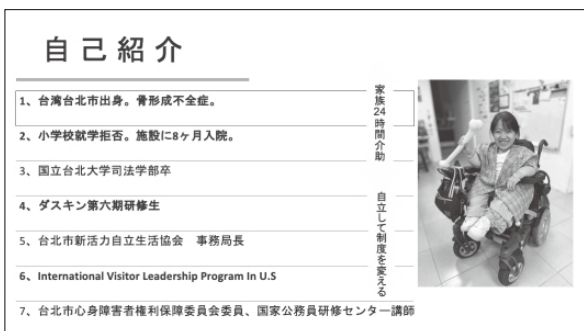 自己紹介
1、台湾台北市出身。骨形成不全症。
2、小学校就学拒否。施設に8ヶ月入院。
3、国立台北大学司法学部卒
4、ダスキン第六期研修生
5、台北市新活力自立生活協会　事務局長
6、International Visitor Leadership Program In U.S
7、台北市心身障害者権利保障委員会委員、国家公務員研修センター講師
家族24時間介助
自立して制度を変える